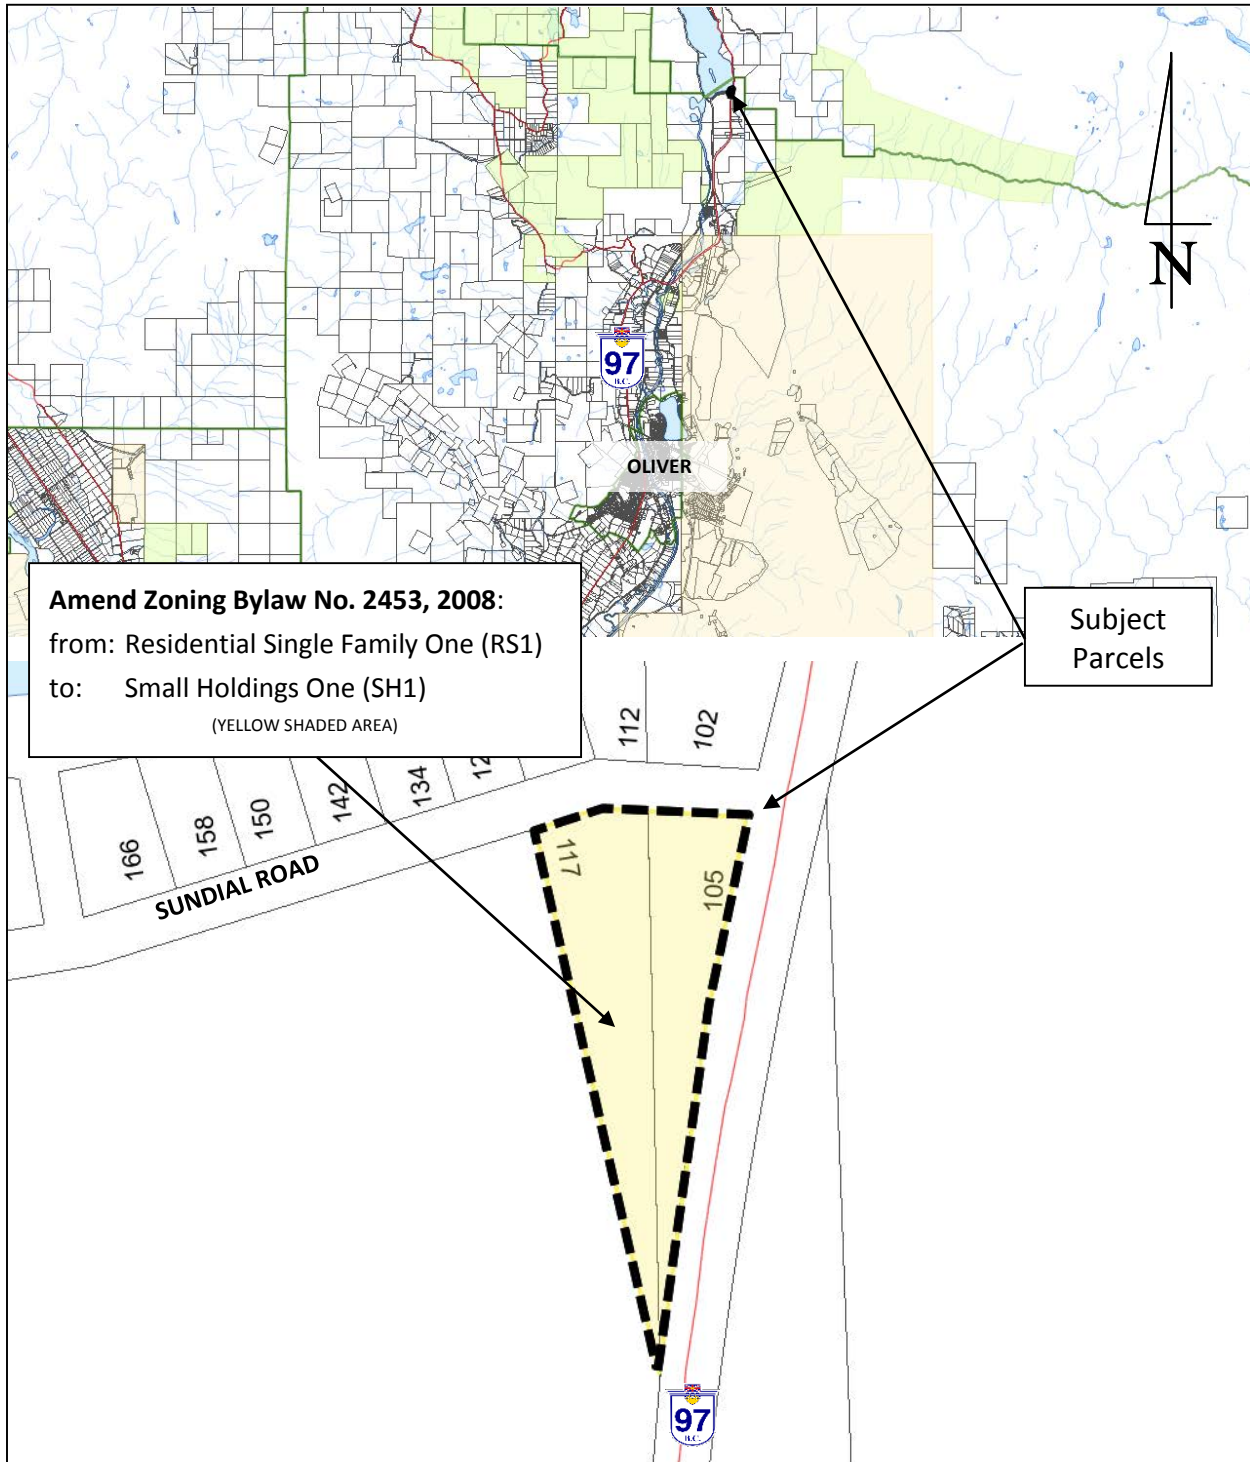 N
97
B.C.
OLIVER
Amend Zoning Bylaw No. 2453, 2008:
from: Residential Single Family One (RS1)
to: Small Holdings One (SH1)
(YELLOW SHADED AREA)
Subject
Parcels
112
102
134
142
150
158
166
SUNDIAL ROAD
117
105
97
B.C.